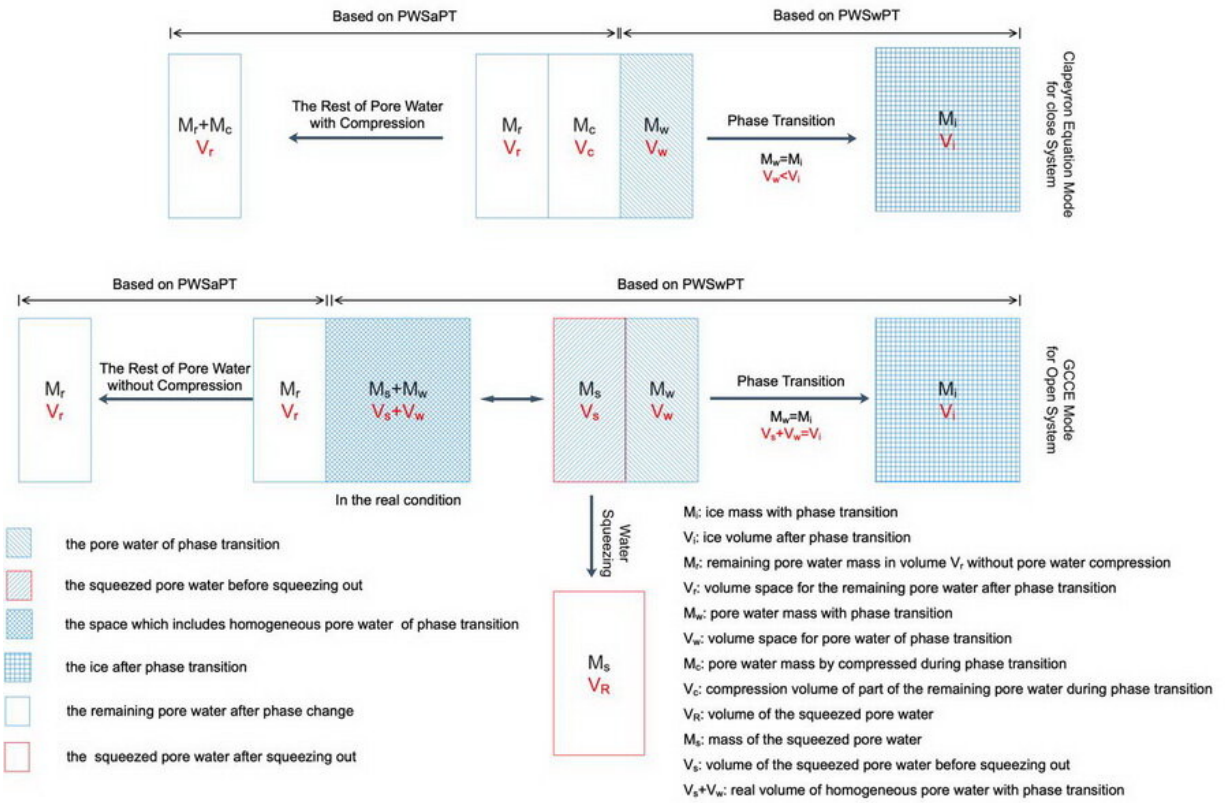 Based on PWSaPT
Based on PWSwPT
Mr+Mc
Vr
The Rest of Pore Water
with Compression
Mr
Vr
Mc
Vc
Mw
Vw
Phase Transition
Mw=Mi
Vw<Vi
Mi
Vi
Clapeyron Equation Mode
for close System
Based on PWSaPT
Based on PWSwPT
Mr
Vr
The Rest of Pore Water
without Compression
Mr
Vr
Ms+Mw
Vs+Vw
Ms
Vs
Mw
Vw
Phase Transition
Mw=Mi
Vs+Vw=Vi
Mi
Vi
GCCE Mode
for Open System
In the real condition
Water
Squeezing
Ms
VR
the pore water of phase transition
the squeezed pore water before squeezing out
the space which includes homogeneous pore water of phase transition
the ice after phase transition
the remaining pore water after phase change
the squeezed pore water after squeezing out
Mi: ice mass with phase transition
Vi: ice volume after phase transition
Mr: remaining pore water mass in volume Vr without pore water compression
Vr: volume space for the remaining pore water after phase transition
Mw: pore water mass with phase transition
Vw: volume space for pore water of phase transition
Mc: pore water mass by compressed during phase transition
Vc: compression volume of part of the remaining pore water during phase transition
VR: volume of the squeezed pore water
Ms: mass of the squeezed pore water
Vs: volume of the squeezed pore water before squeezing out
Vs+Vw: real volume of homogeneous pore water with phase transition